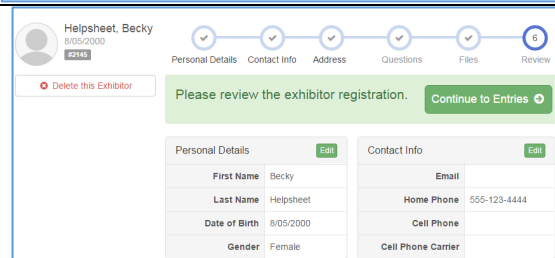 Helpsheet, Becky
8/05/2000
#2145
Delete this Exhibitor
6
Personal Details Contact Info Address Questions Files Review
Please review the exhibitor registration. Continue to Entries
Personal Details Edit
First Name Becky
Last Name Helpsheet
Date of Birth 8/05/2000
Gender Female
Contact Info Edit
Email
Home Phone 555-123-4444
Cell Phone
Cell Phone Carrier